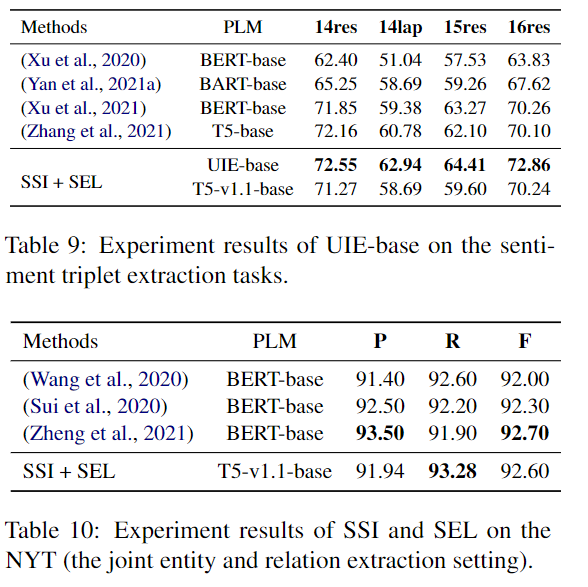 Methods PLM 14res 14lap 15res 16res
(Xu et al., 2020) BERT-base 62.40 51.04 57.53 63.83
(Yan et al., 2021a) BART-base 65.25 58.69 59.26 67.62
(Xu et al., 2021) BERT-base 71.85 59.38 63.27 70.26
(Zhang et al., 2021) T5-base 72.16 60.78 62.10 70.10
SSI + SEL UIE-base 72.55 62.94 64.41 72.86
T5-v1.1-base 71.27 58.69 59.60 70.24
Table 9: Experiment results of UIE-base on the senti-
ment triplet extraction tasks.
Methods PLM P R F
(Wang et al., 2020) BERT-base 91.40 92.60 92.00
(Sui et al., 2020) BERT-base 92.50 92.20 92.30
(Zheng et al., 2021) BERT-base 93.50 91.90 92.70
SSI + SEL T5-v1.1-base 91.94 93.28 92.60
Table 10: Experiment results of SSI and SEL on the
NYT (the joint entity and relation extraction setting).